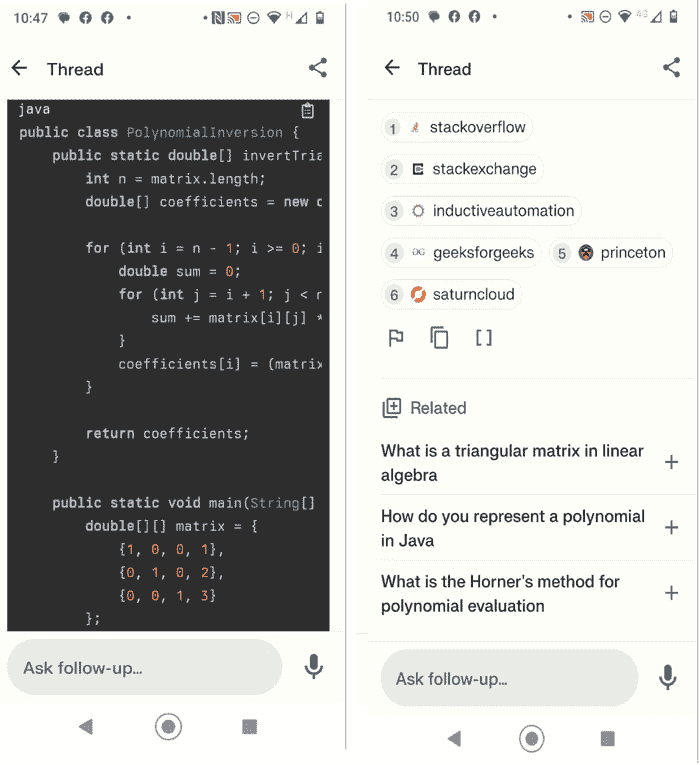 10:47
H
Thread
java
public class PolynomialInversion {
public static double[] invertTria
int n = matrix.length;
double[] coefficients = new
for (int i = n - 1; i >= 0; i
double sum = 0;
for (int j = i + 1; j <
sum += matrix[i][j] *
}
coefficients[i] = (matrix
}
return coefficients;
}
public static void main(String[]
double[][] matrix = {
{1, 0, 0, 1},
{0, 1, 0, 2},
{0, 0, 1, 3}
};
Ask follow-up...
10:50
4G
Thread
1 stackoverflow
2 stackexchange
3 inductiveautomation
4 GG geeksforgeeks 5 princeton
6 saturncloud
Related
What is a triangular matrix in linear
algebra
How do you represent a polynomial
in Java
What is the Horner's method for
polynomial evaluation
Ask follow-up...